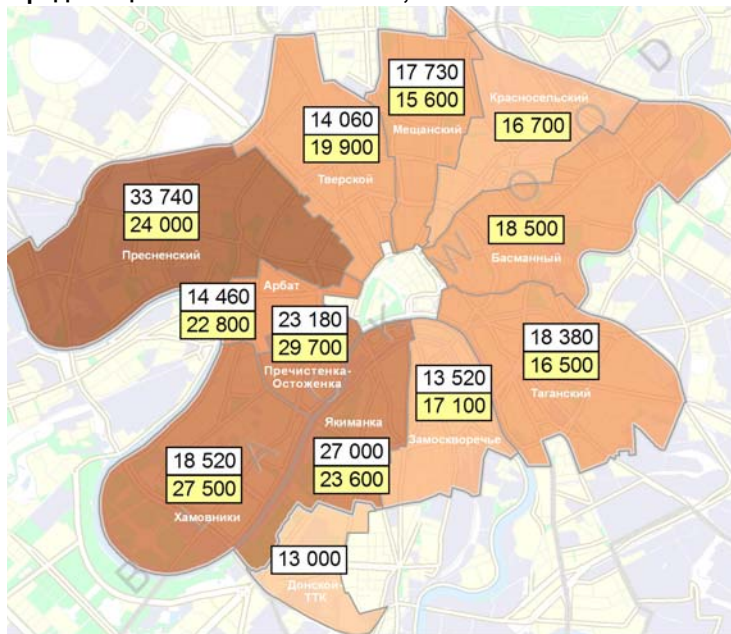 17 730
15 600
Мещанский
Красносельский
16 700
14 060
19 900
Тверской
33 740
24 000
Пресненский
18 500
Басманный
Арбат
14 460
22 800
23 180
29 700
Пречистенка-
Остоженка
18 380
16 500
Таганский
13 520
17 100
Замоскворечье
Якиманка
27 000
23 600
18 520
27 500
Хамовники
13 000
Донской-
ТТК